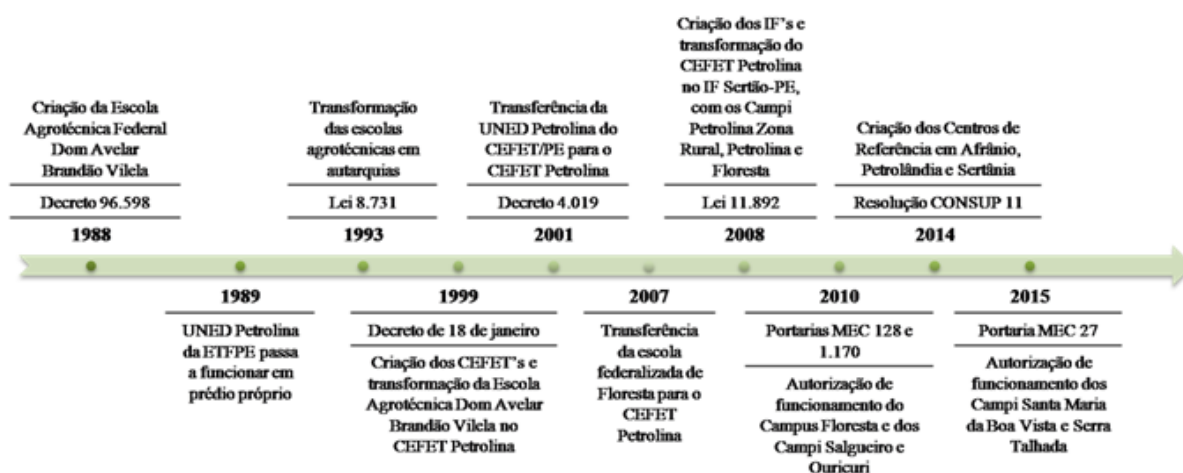 Criação da Escola
Agrotécnica Federal
Dom Avelar
Brandão Vilela
Decreto 96.598
1988
Transformação
das escolas
agrotécnicas em
autarquias
Lei 8.731
1993
Transferência da
UNED Petrolina do
CEFET/PE para o
CEFET Petrolina
Decreto 4.019
2001
Criação dos IF's e
transformação do
CEFET Petrolina
no IF Sertão-PE,
com os Campi
Petrolina Zona
Rural, Petrolina e
Floresta
Lei 11.892
2008
Criação dos Centros de
Referência em Afrânio,
Petrolândia e Sertânia
Resolução CONSUP 11
2014
1989
UNED Petrolina
da ETFPE passa
a funcionar em
prédio próprio
1999
Decreto de 18 de janeiro
Criação dos CEFET's e
transformação da Escola
Agrotécnica Dom Avelar
Brandão Vilela no
CEFET Petrolina
2007
Transferência
da escola
federalizada de
Floresta para o
CEFET
Petrolina
2010
Portarias MEC 128 e
1.170
Autorização de
funcionamento do
Campus Floresta e dos
Campi Salgueiro e
Ouricuri
2015
Portaria MEC 27
Autorização de
funcionamento dos
Campi Santa Maria
da Boa Vista e Serra
Talhada